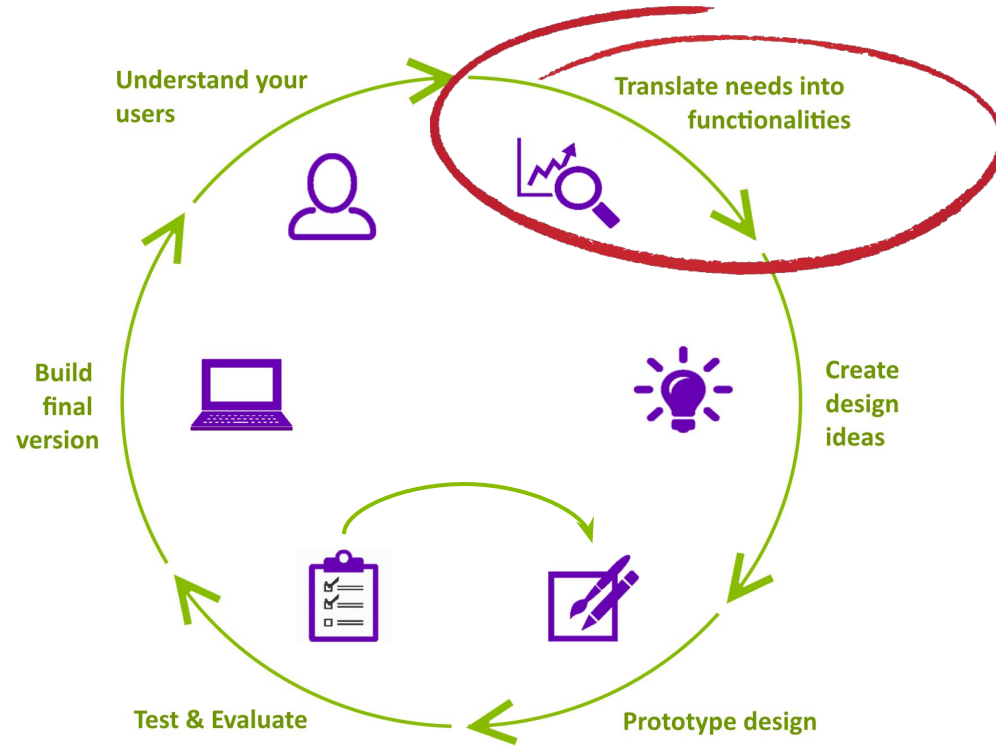 Understand your
users
Translate needs into
functionalities
Create
design
ideas
Prototype design
Test & Evaluate
Build
final
version